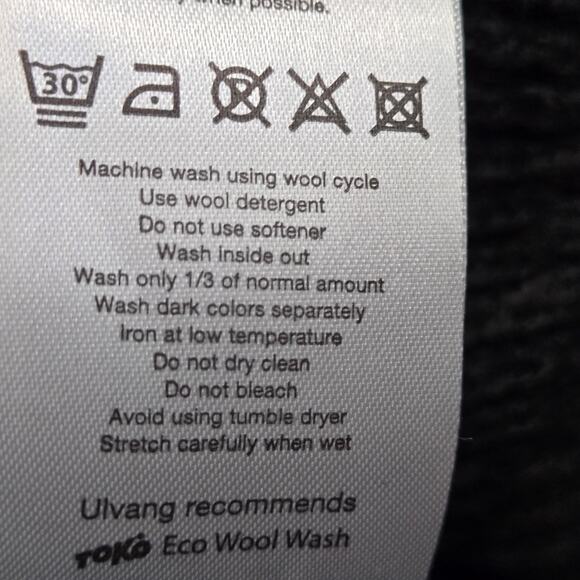 when possible.
30°
P
Machine wash using wool cycle
Use wool detergent
Do not use softener
Wash inside out
Wash only 1/3 of normal amount
Wash dark colors separately
Iron at low temperature
Do not dry clean
Do not bleach
Avoid using tumble dryer
Stretch carefully when wet
Ulvang recommends
TOKO Eco Wool Wash